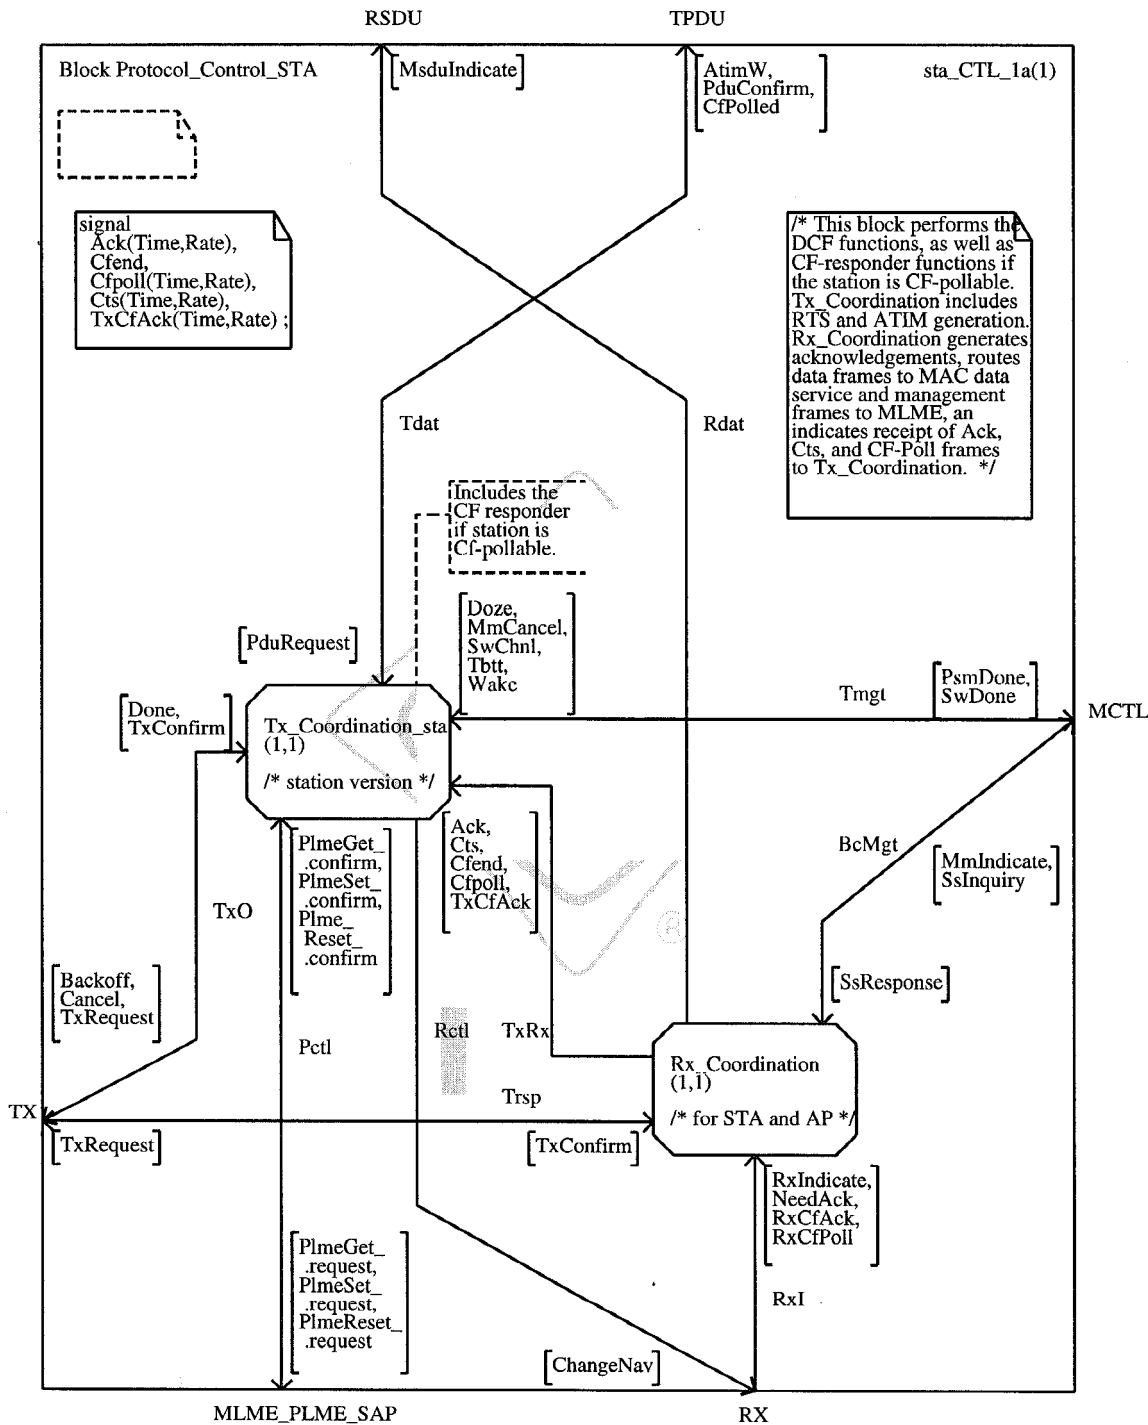 RSDU
TPDU
Block Protocol_Control_STA
MsduIndicate
AtimW,
PduConfirm,
CfPolled
sta_CTL_1a(1)
signal
Ack(Time,Rate),
Cfend,
Cfpoll(Time,Rate),
Cts(Time,Rate),
TxCfAck(Time,Rate) ;
/* This block performs the
DCF functions, as well as
CF-responder functions if
the station is CF-pollable.
Tx_Coordination includes
RTS and ATIM generation.
Rx_Coordination generates
acknowledgements, routes
data frames to MAC data
service and management
frames to MLME, an
indicates receipt of Ack,
Cts, and CF-Poll frames
to Tx_Coordination. */
Tdat
Rdat
Includes the
CF responder
if station is
Cf-pollable.
PduRequest
Doze,
MmCancel,
SwChnl,
Tbtt,
Wake
Tmgt
PsmDone,
SwDone
MCTL
Done,
TxConfirm
Tx_Coordination_sta
(1,1)
/* station version */
PlmeGet_
.confirm,
PlmeSet_
.confirm,
Plme_
Reset_
.confirm
Ack,
Cts,
Cfend,
Cfpoll,
TxCfAck
BcMgt
MmIndicate,
SsInquiry
TxO
Backoff,
Cancel,
TxRequest
®
SsResponse
Pctl
Rctl
TxRx
Rx_Coordination
(1,1)
/* for STA and AP */
Trsp
TX
TxRequest
TxConfirm
RxIndicate,
NeedAck,
RxCfAck,
RxCfPoll
PlmeGet_
.request,
PlmeSet_
.request,
PlmeReset_
.request
RxI
ChangeNav
MLME_PLME_SAP
RX